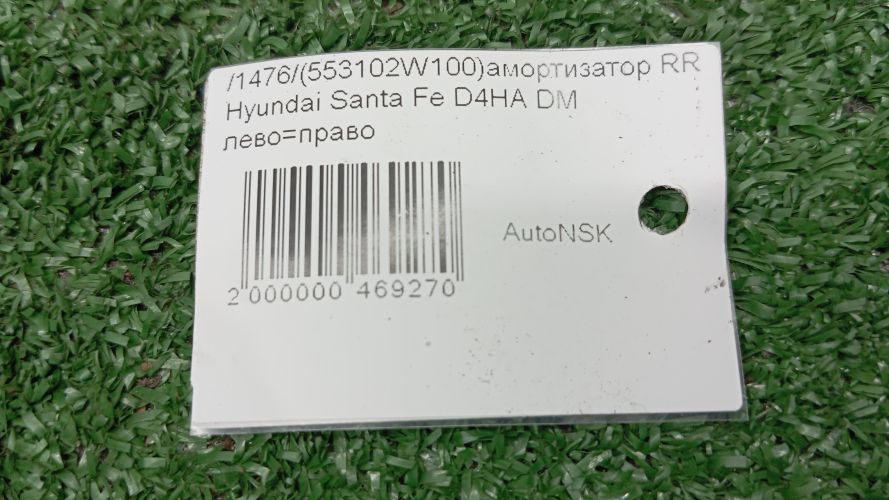 /1476/(553102W100)амортизатор RR
Hyundai Santa Fe D4HA DM
лево=право
AutoNSK
2 000000 469270